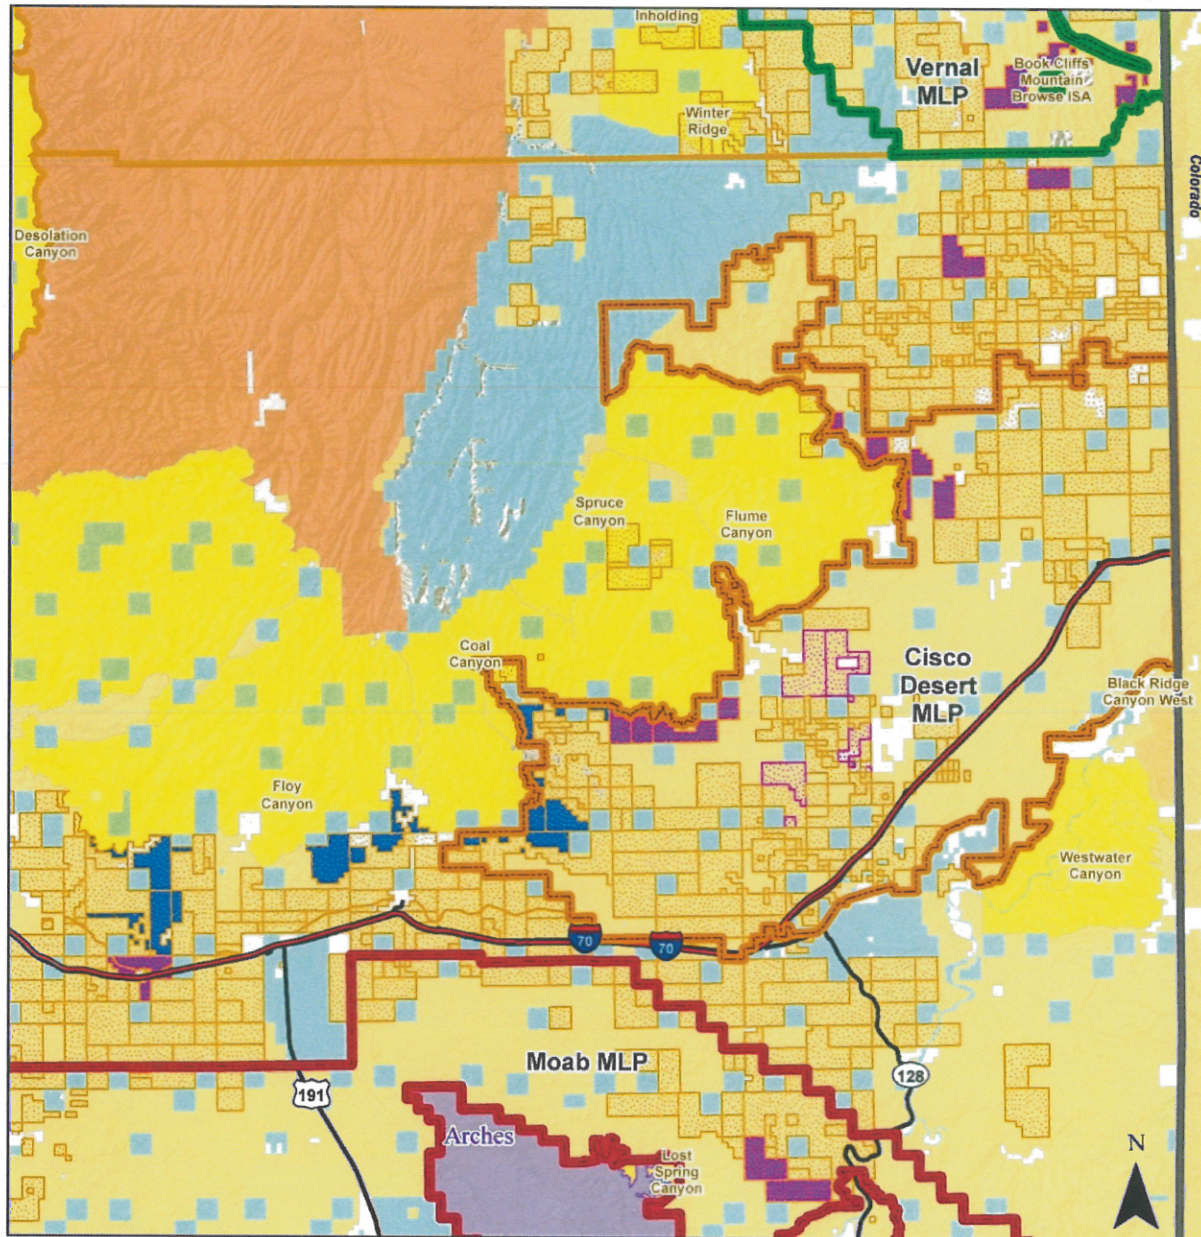 Inholding
Vernal
MLP
Book Cliffs
Mountain
Browse ISA
Winter
Ridge
Colorado
Desolation
Canyon
Spruce
Canyon
Flume
Canyon
Coal
Canyon
Cisco
Desert
MLP
Black Ridge
Canyon West
Floy
Canyon
Westwater
Canyon
70
70
Moab MLP
191
128
Arches
Lost
Spring
Canyon
N